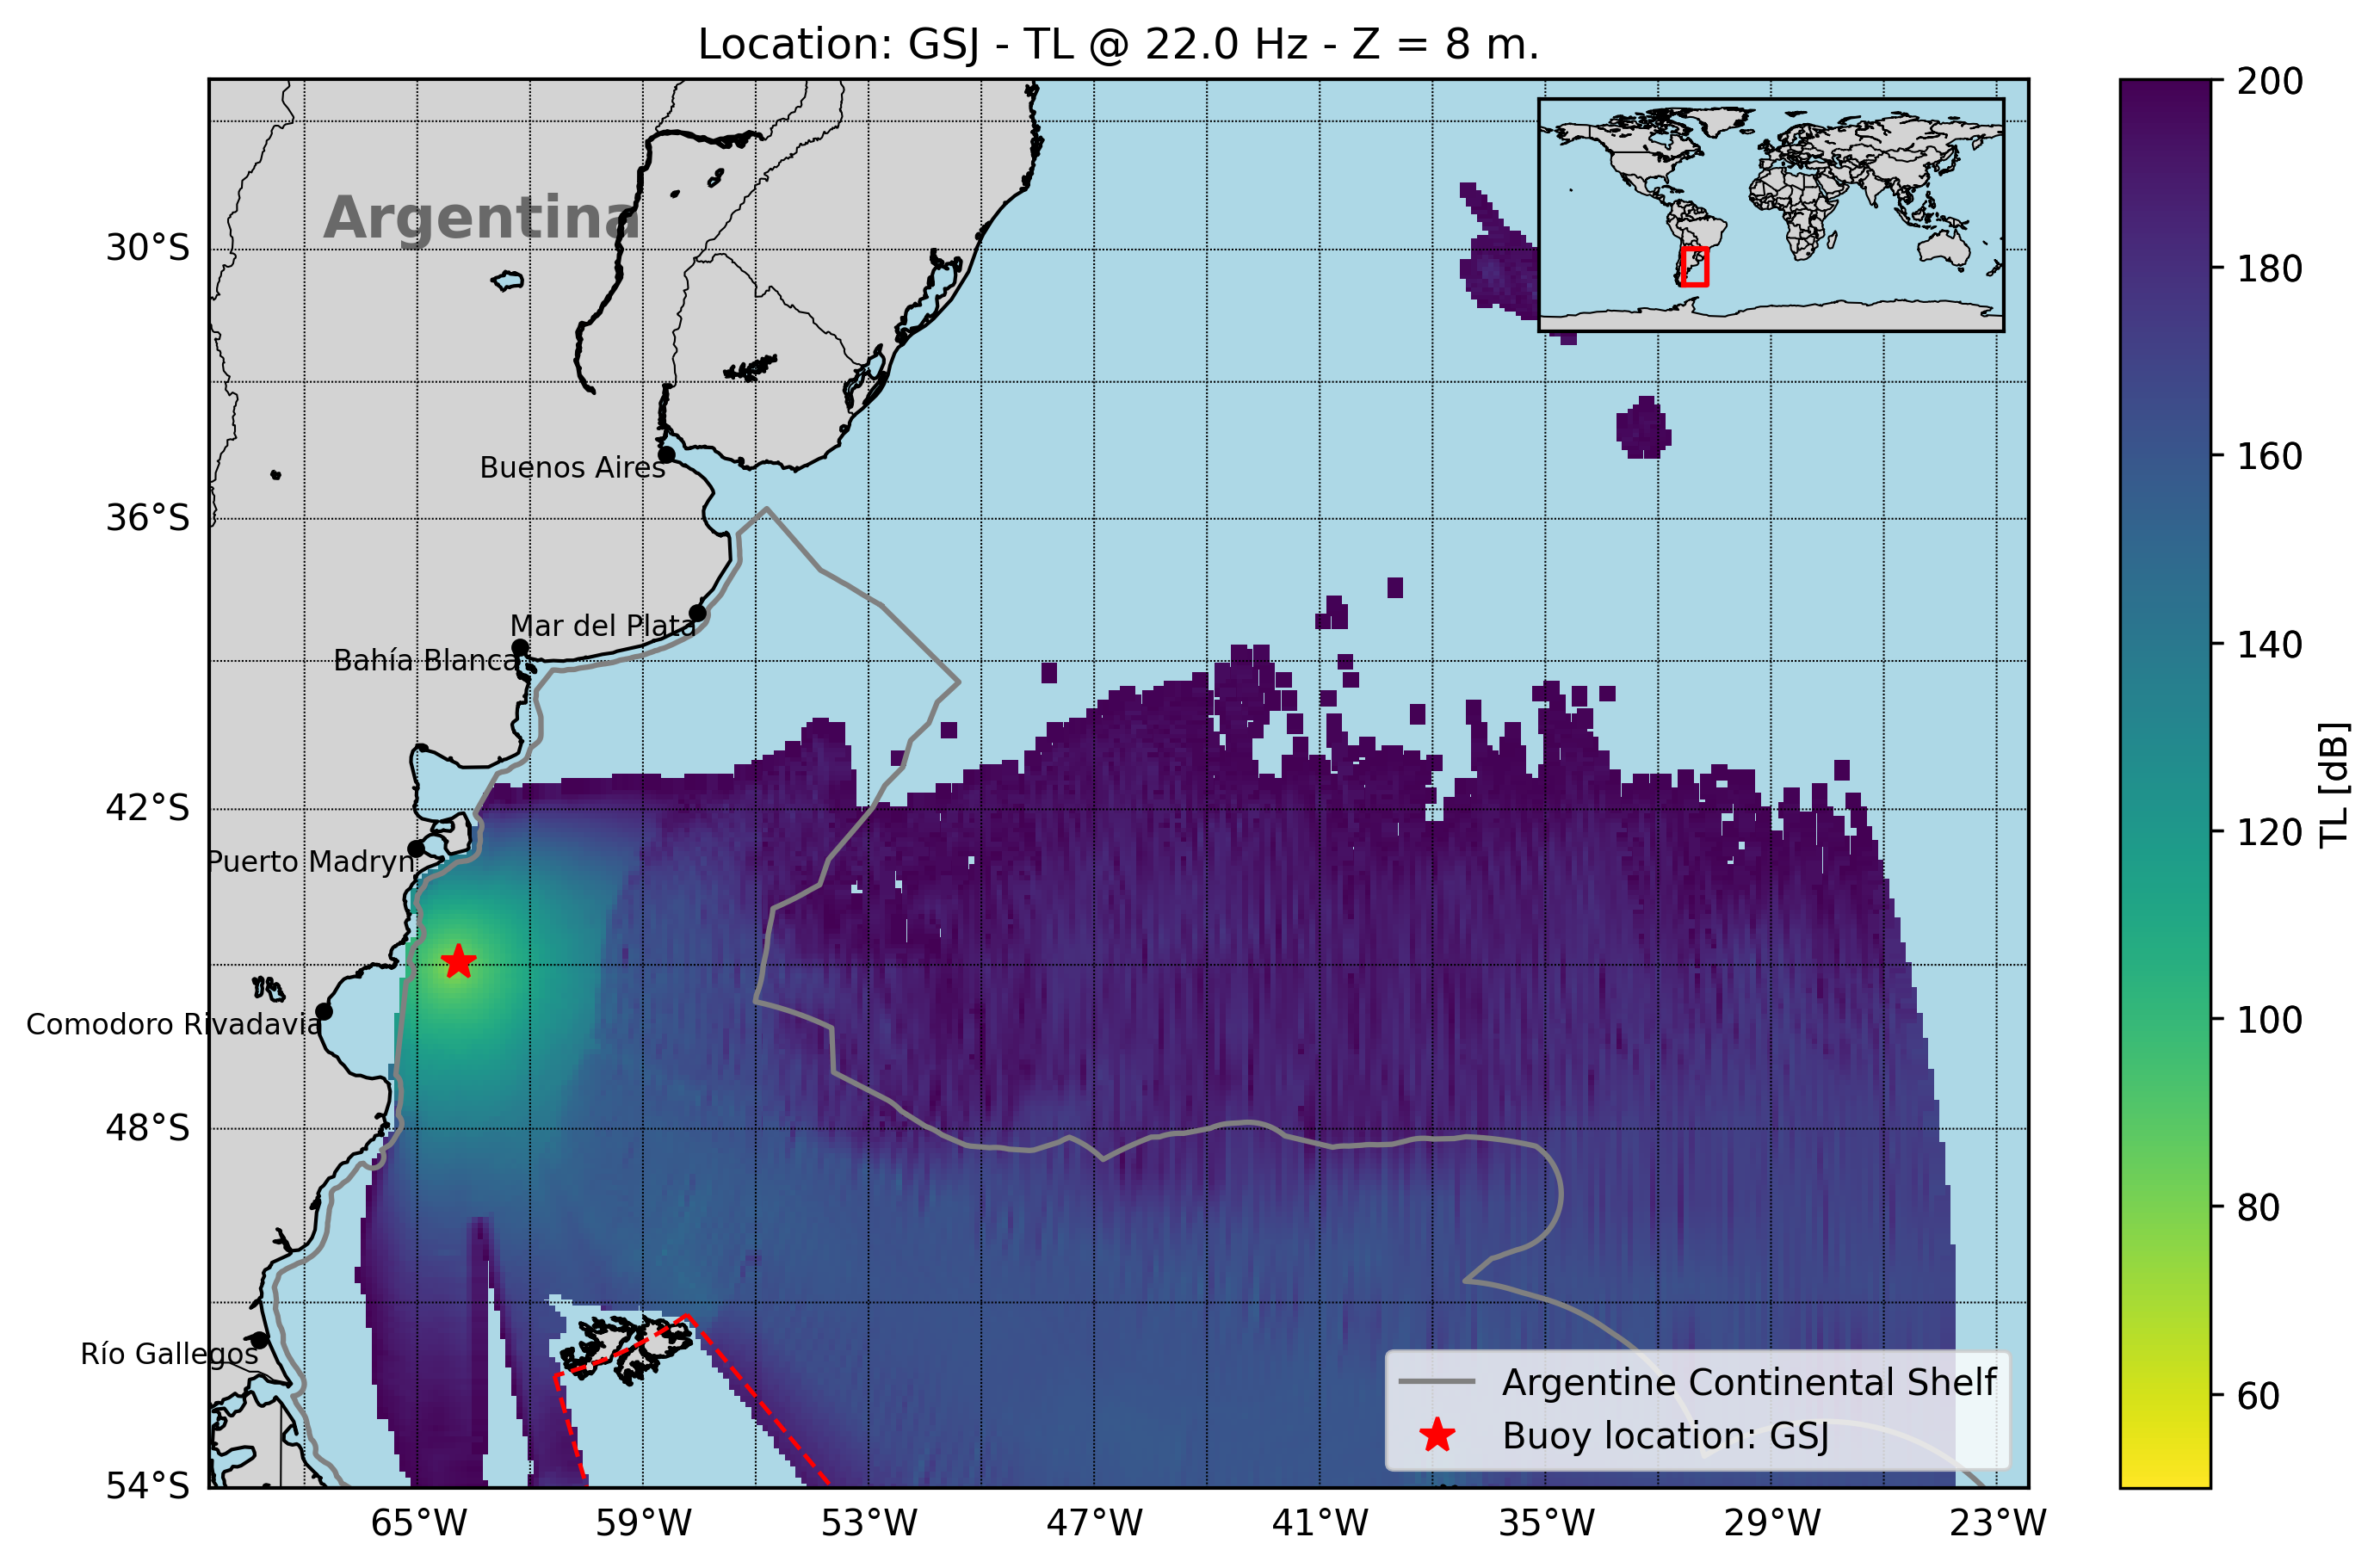 Location: GSJ - TL @ 22.0 Hz - Z = 8 m.
Argentina
30°S
36°S
42°S
48°S
54°S
Buenos Aires
Mar del Plata
Bahía Blanca
Puerto Madryn
Comodoro Rivadavia
Río Gallegos
65°W
59°W
53°W
47°W
41°W
35°W
29°W
23°W
Argentine Continental Shelf
Buoy location: GSJ
200
180
160
140
120
100
80
60
TL [dB]